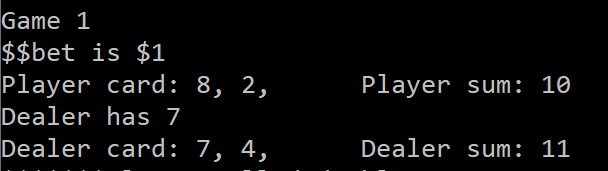 Game 1
$$bet is $1
Player card: 8, 2,      Player sum: 10
Dealer has 7
Dealer card: 7, 4,      Dealer sum: 11